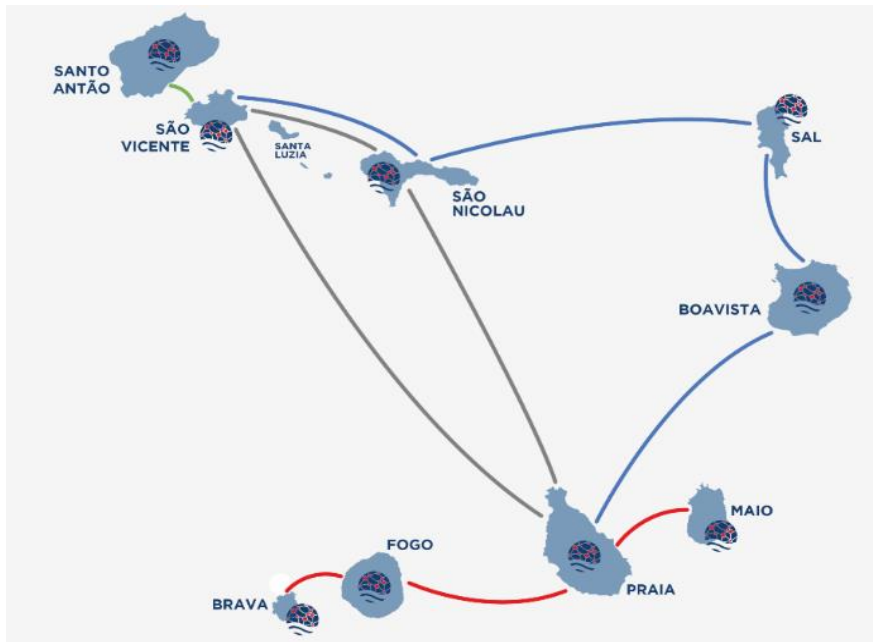 SANTO
ANTÃO
SÃO
VICENTE
SANTA
LUZIA
SÃO
NICOLAU
SAL
BOAVISTA
MAIO
FOGO
BRAVA
PRAIA